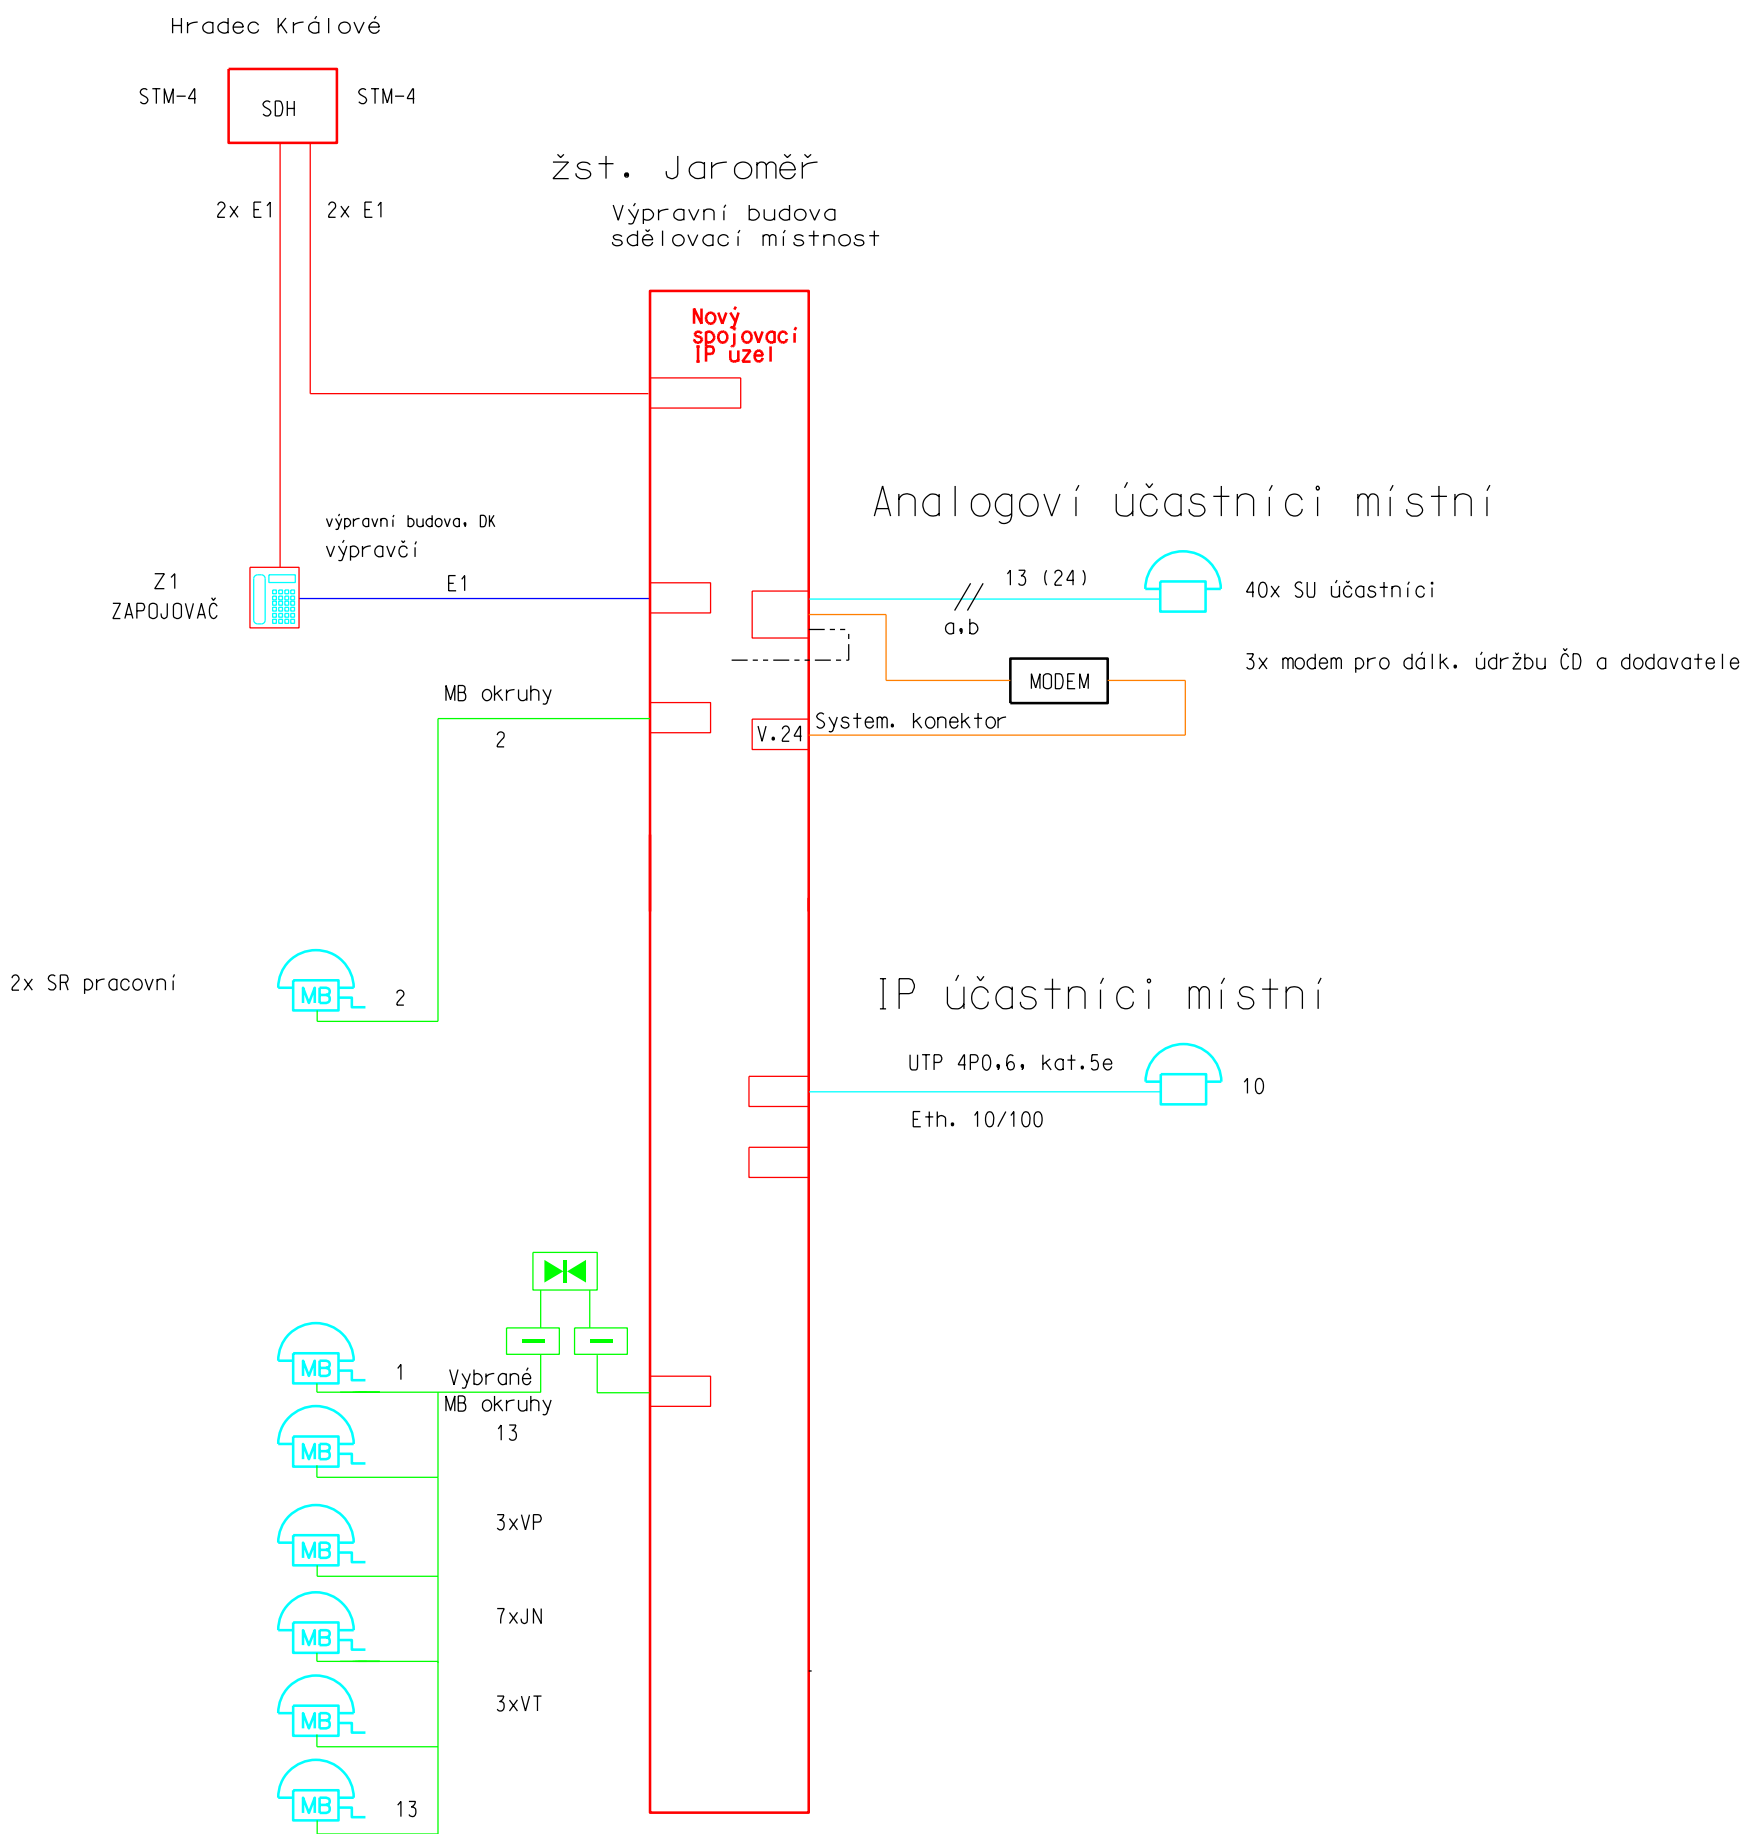 Hradec Králové
STM-4
SDH
STM-4
žst. Jaroměř
2x E1
2x E1
Výpravní budova
sdělovací místnost
Nový
spojovací
IP uzel
Analogoví účastníci místní
výpravní budova, DK
výpravčí
Z1
ZAPOJOVAČ
E1
13 (24)
a,b
40x SU účastníci
3x modem pro dálk. údržbu ČD a dodavatele
MODEM
MB okruhy
2
System. konektor
V.24
2x SR pracovní
MB
2
IP účastníci místní
UTP 4P0,6, kat.5e
10
Eth. 10/100
MB
1
Vybrané
MB okruhy
13
MB
3xVP
MB
7xJN
MB
3xVT
MB
MB
13